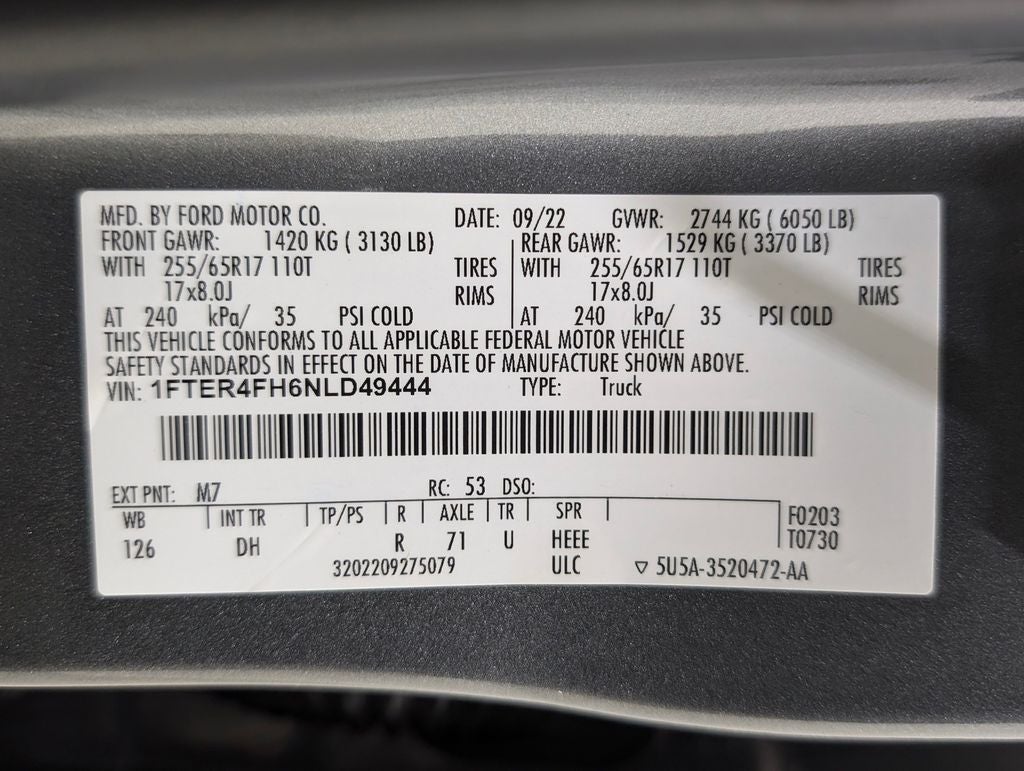 MFD. BY FORD MOTOR CO. DATE: 09/22 GVWR: 2744 KG ( 6050 LB)
FRONT GAWR: 1420 KG ( 3130 LB) REAR GAWR: 1529 KG ( 3370 LB)
WITH 255/65R17 110T TIRES WITH 255/65R17 110T TIRES
17x8.0J RIMS 17x8.0J RIMS
AT 240 kPa/ 35 PSI COLD AT 240 kPa/ 35 PSI COLD
THIS VEHICLE CONFORMS TO ALL APPLICABLE FEDERAL MOTOR VEHICLE
SAFETY STANDARDS IN EFFECT ON THE DATE OF MANUFACTURE SHOWN ABOVE.
VIN: 1FTER4FH6NLD49444 TYPE: Truck
EXT PNT: M7 RC: 53 DSO:
WB INT TR TP/PS R AXLE TR SPR F0203
126 DH R 71 U HEEE T0730
3202209275079 ULC ▽ 5U5A-3520472-AA